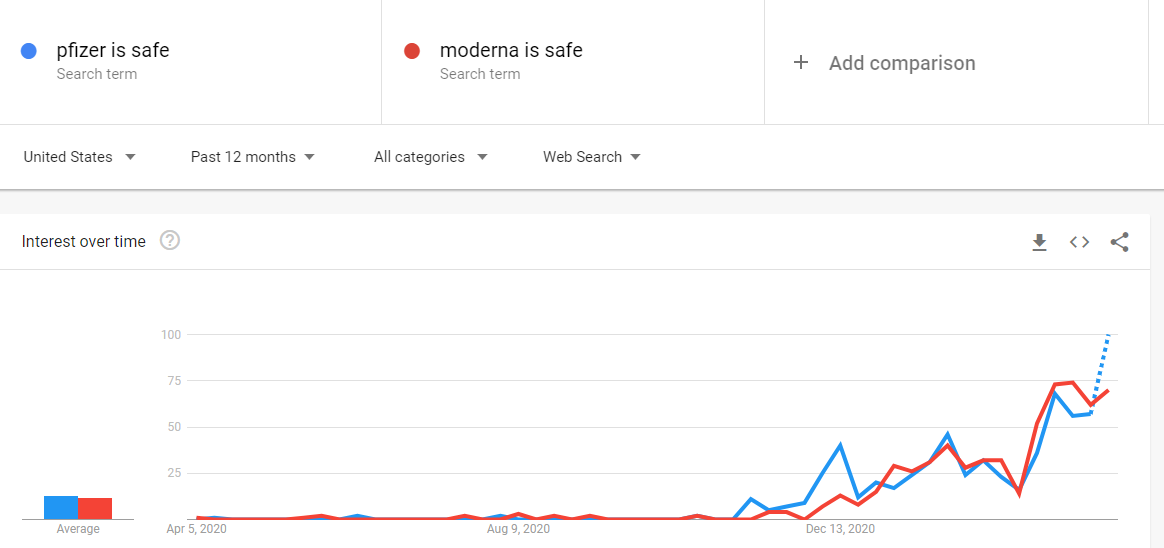 pfizer is safe
Search term
moderna is safe
Search term
+ Add comparison
United States
Past 12 months
All categories
Web Search
Interest over time
?
100
75
50
25
Average
Apr 5, 2020
Aug 9, 2020
Dec 13, 2020